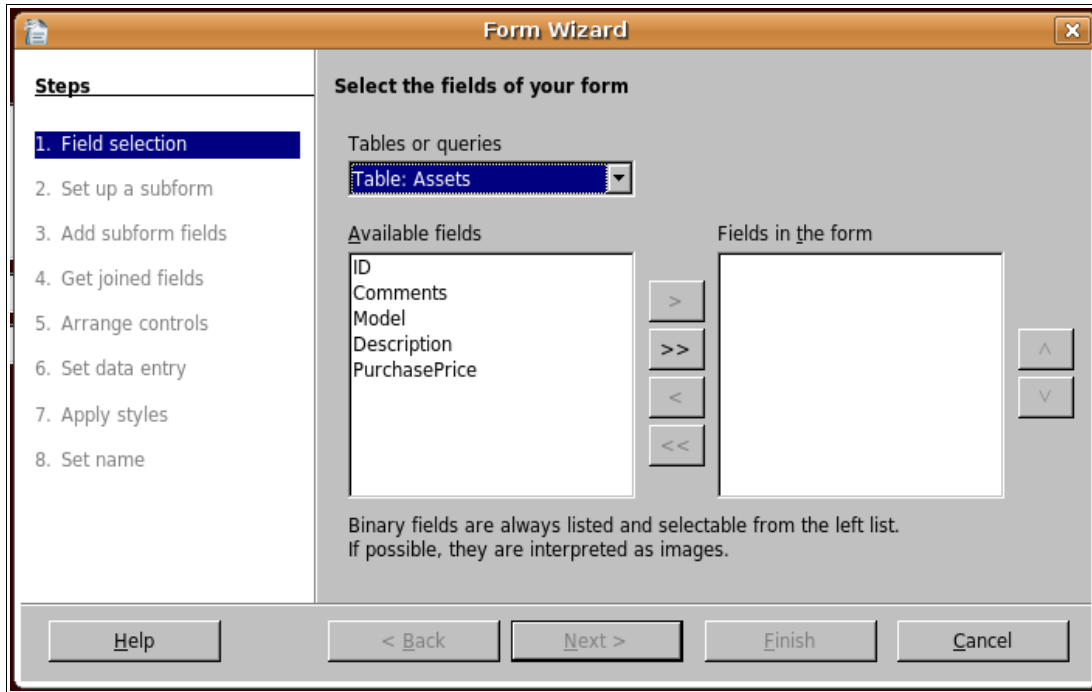 Form Wizard
Steps
1. Field selection
2. Set up a subform
3. Add subform fields
4. Get joined fields
5. Arrange controls
6. Set data entry
7. Apply styles
8. Set name
Select the fields of your form
Tables or queries
Table: Assets
Available fields
ID
Comments
Model
Description
PurchasePrice
>
>>
<
<<
Fields in the form
Binary fields are always listed and selectable from the left list.
If possible, they are interpreted as images.
Help
< Back
Next >
Finish
Cancel